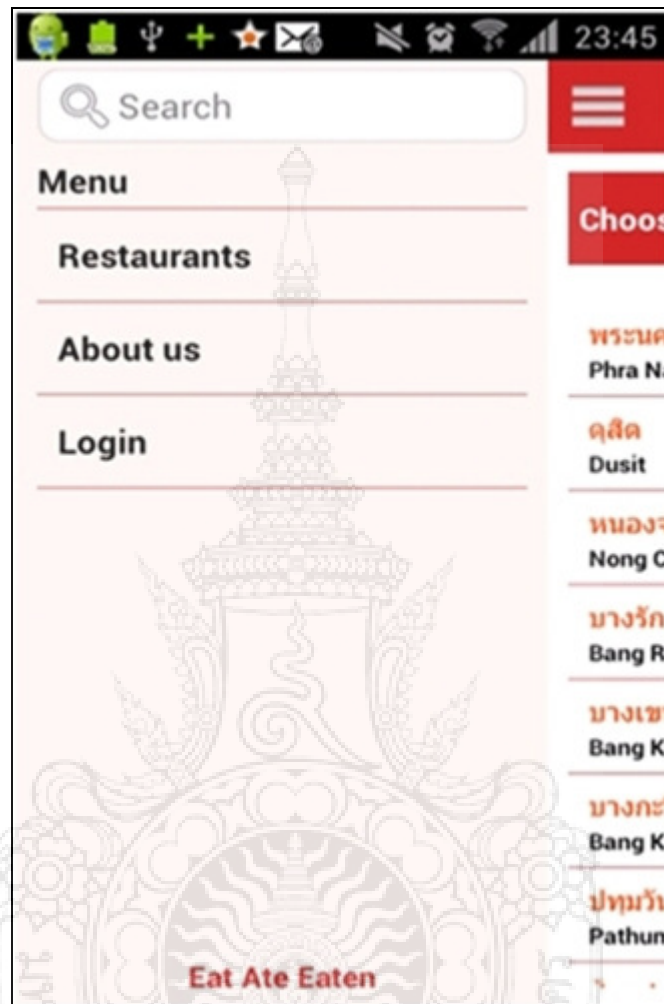 100%
23:45
Search
Menu
Restaurants
About us
Login
Eat Ate Eaten
Choos
พระนค
Phra Na
ดุสิต
Dusit
หนองจ
Nong C
บางรัก
Bang R
บางเข
Bang K
บางกะ
Bang K
ปทุมวัน
Pathun